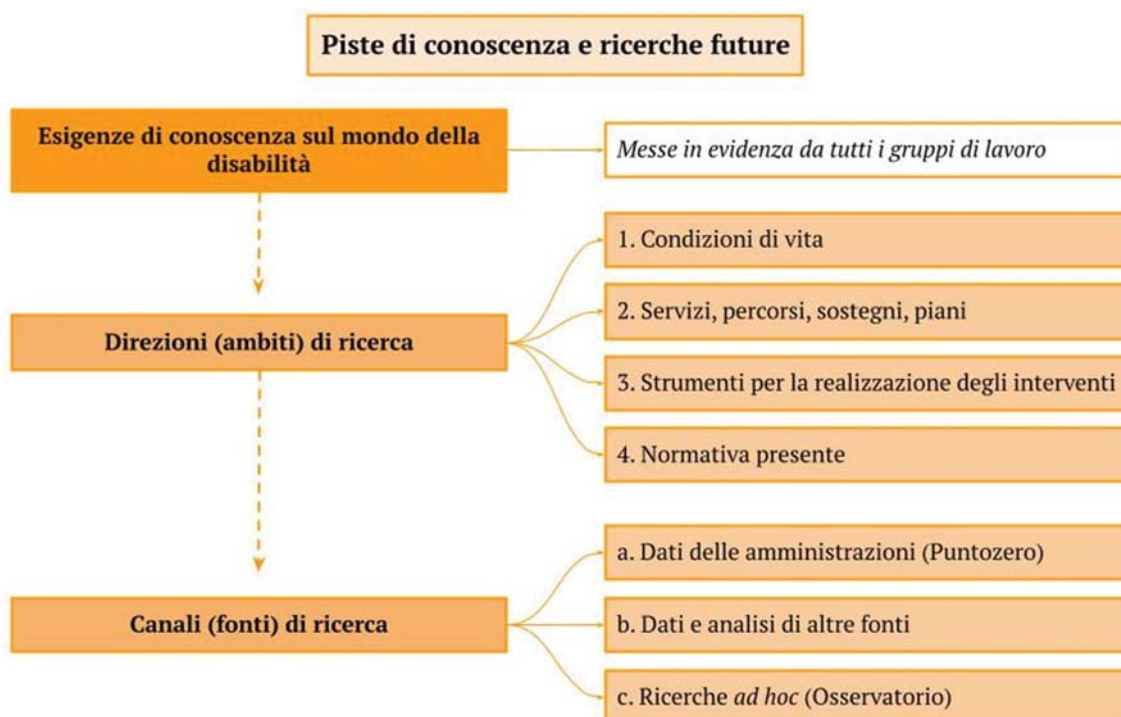 Piste di conoscenza e ricerche future
Esigenze di conoscenza sul mondo della
disabilità
Messe in evidenza da tutti i gruppi di lavoro
1. Condizioni di vita
2. Servizi, percorsi, sostegni, piani
Direzioni (ambiti) di ricerca
3. Strumenti per la realizzazione degli interventi
4. Normativa presente
a. Dati delle amministrazioni (Puntozero)
Canali (fonti) di ricerca
b. Dati e analisi di altre fonti
c. Ricerche ad hoc (Osservatorio)